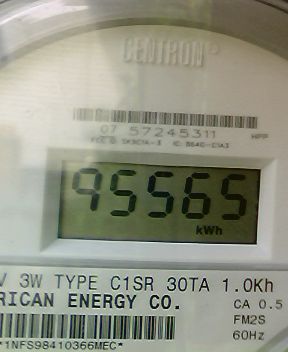 CENTRON®
07 57245311 HPP
95565
kWh
V 3W TYPE C1SR 30TA 1.0Kh
RICAN ENERGY CO. CA 0.5
FM2S
60Hz
*1NFS98410366MEC*